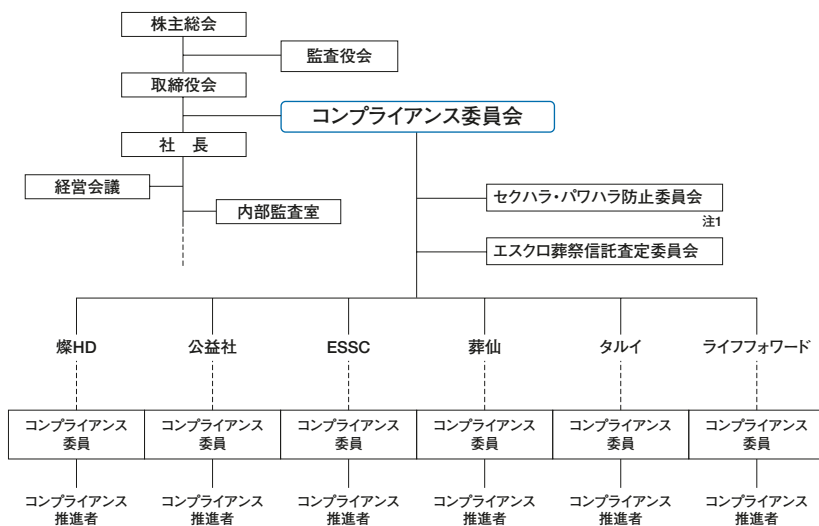 株主総会
監査役会
取締役会
コンプライアンス委員会
社　長
経営会議
内部監査室
セクハラ・パワハラ防止委員会
注1
エスクロ葬祭信託査定委員会
燦HD
公益社
ESSC
葬仙
タルイ
ライフフォワード
コンプライアンス
委員
コンプライアンス
委員
コンプライアンス
委員
コンプライアンス
委員
コンプライアンス
委員
コンプライアンス
委員
コンプライアンス
推進者
コンプライアンス
推進者
コンプライアンス
推進者
コンプライアンス
推進者
コンプライアンス
推進者
コンプライアンス
推進者